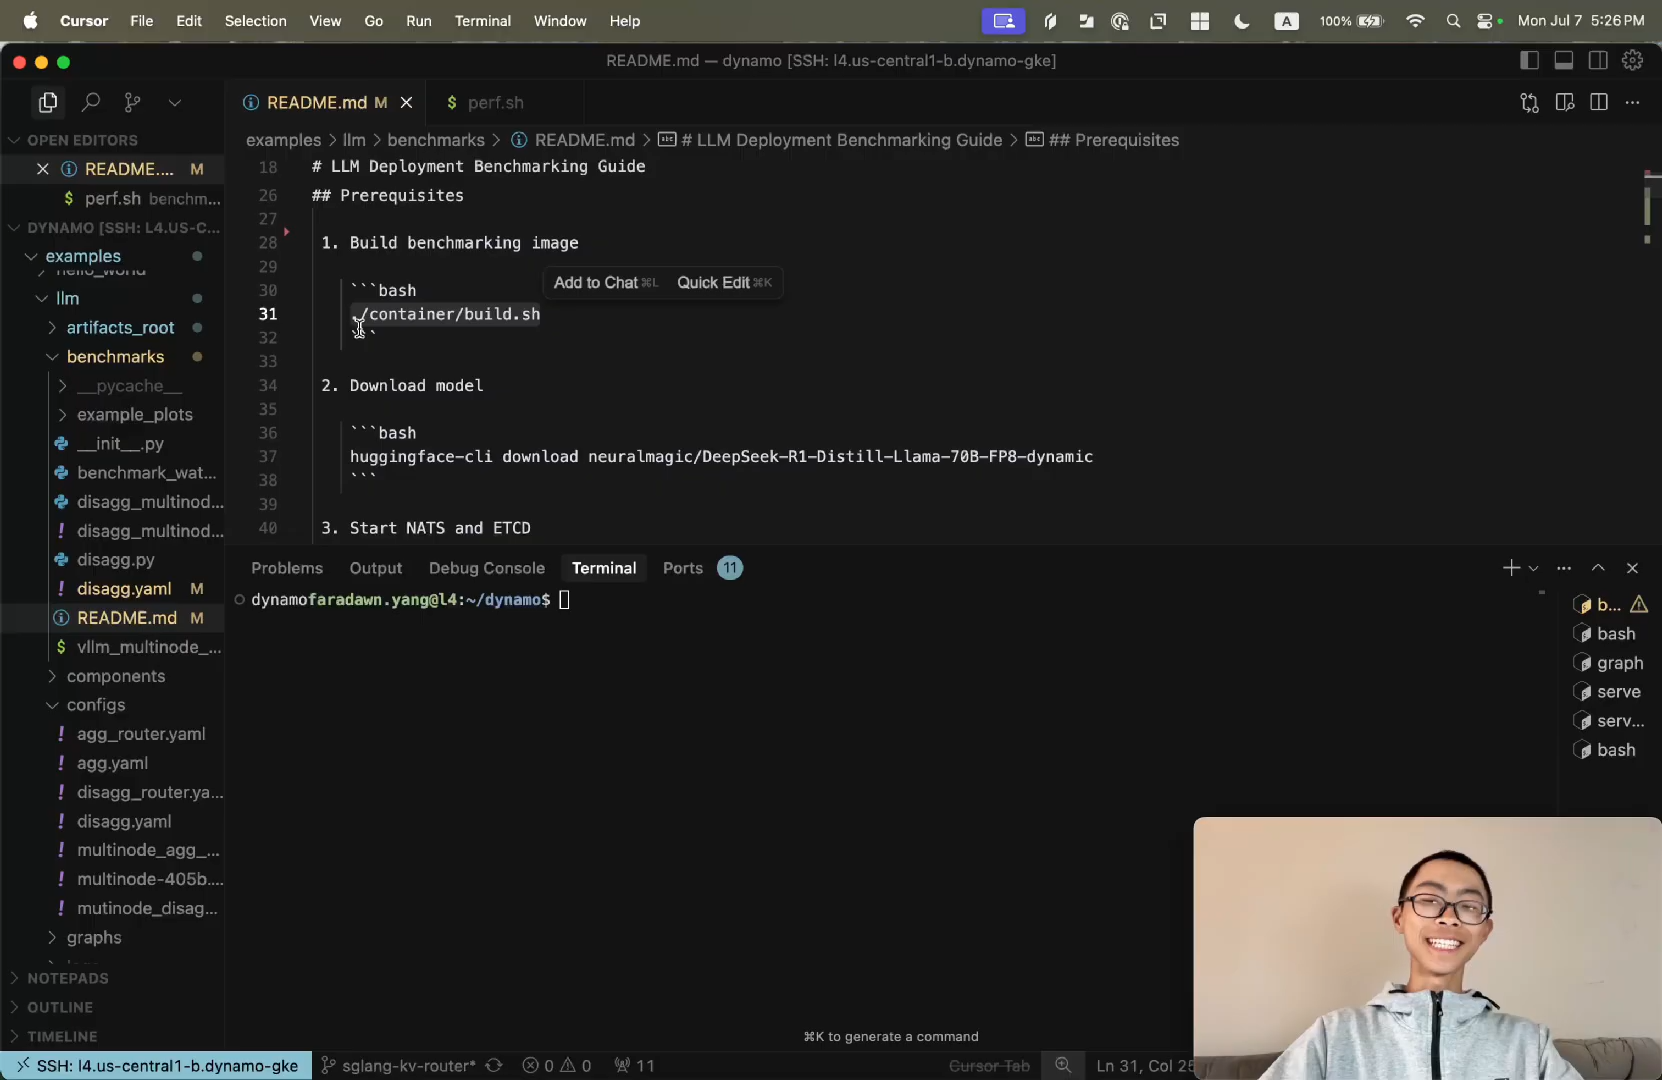 Cursor File Edit Selection View Go Run Terminal Window Help A 100% Mon Jul 7 5:26 PM
README.md — dynamo [SSH: l4.us-central1-b.dynamo-gke]
README.md M $ perf.sh
OPEN EDITORS
README.... M
$ perf.sh benchm...
DYNAMO [SSH: L4.US-C...
examples
hello_world
llm
artifacts_root
benchmarks
__pycache__
example_plots
__init__.py
benchmark_wat...
disagg_multinod...
! disagg_multinod...
disagg.py
! disagg.yaml M
README.md M
$ vllm_multinode_...
components
configs
! agg_router.yaml
! agg.yaml
! disagg_router.ya...
! disagg.yaml
! multinode_agg_...
! multinode-405b....
! mutinode_disag...
graphs
NOTEPADS
OUTLINE
TIMELINE
examples > llm > benchmarks > README.md > # LLM Deployment Benchmarking Guide > ## Prerequisites
18 # LLM Deployment Benchmarking Guide
26 ## Prerequisites
27
28 1. Build benchmarking image
29
Add to Chat ⌘L Quick Edit ⌘K
30 ```bash
31 ./container/build.sh
32 ```
33
34 2. Download model
35
36 ```bash
37 huggingface-cli download neuralmagic/DeepSeek-R1-Distill-Llama-70B-FP8-dynamic
38 ```
39
40 3. Start NATS and ETCD
Problems Output Debug Console Terminal Ports 11
dynamofaradawn.yang@l4:~/dynamo$
b...
bash
graph
serve
serv...
bash
⌘K to generate a command
SSH: l4.us-central1-b.dynamo-gke sglang-kv-router* 0 0 11 Cursor Tab Ln 31, Col 25